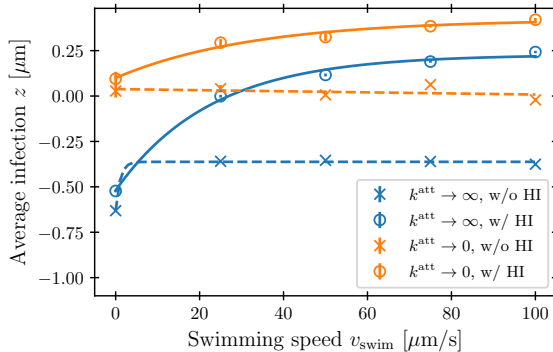 Average infection z [μm]
0.25
0.00
−0.25
−0.50
−0.75
−1.00
k^att → ∞, w/o HI
k^att → ∞, w/ HI
k^att → 0, w/o HI
k^att → 0, w/ HI
0 20 40 60 80 100
Swimming speed v_swim [μm/s]